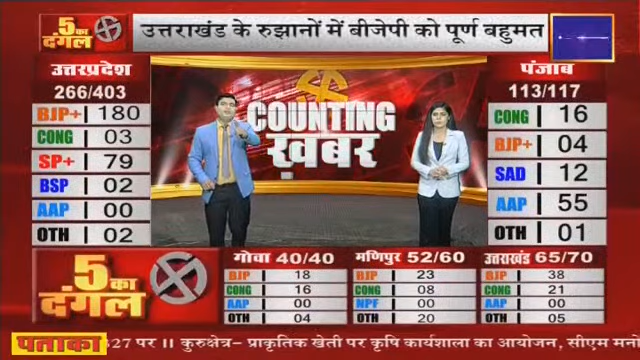 5 का
दंगल
उत्तराखंड के रुझानों में बीजेपी को पूर्ण बहुमत
उत्तरप्रदेश
266/403
BJP+ 180
CONG 03
SP+ 79
BSP 02
AAP 00
OTH 02
COUNTING
ख़बर
पंजाब
113/117
CONG 16
BJP+ 04
SAD 12
AAP 55
OTH 01
5 का
दंगल
गोवा 40/40
BJP 18
CONG 16
AAP 00
OTH 04
मणिपुर 52/60
BJP 23
CONG 08
NPF 00
OTH 20
उत्तराखंड 65/70
BJP 38
CONG 21
AAP 00
OTH 05
पताका
327 पर II कुरुक्षेत्र– प्राकृतिक खेती पर कृषि कार्यशाला का आयोजन, सीएम मनो